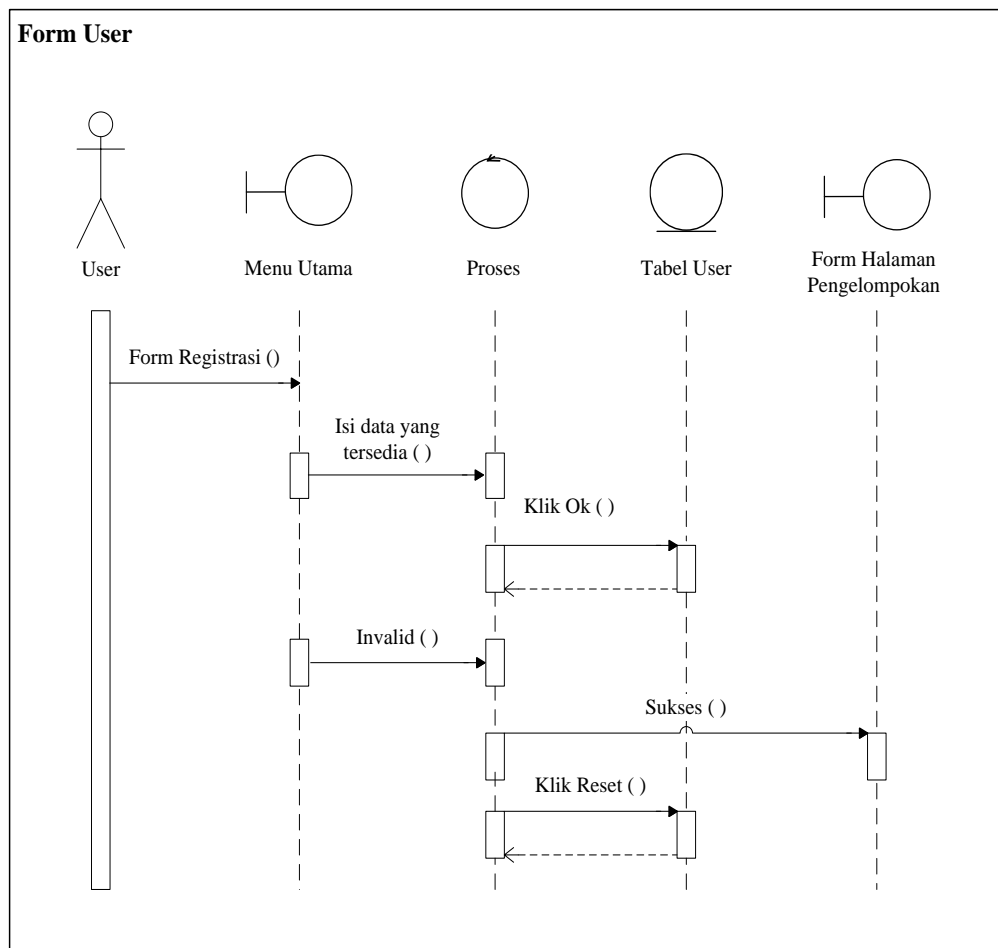 Form User
User
Menu Utama
Proses
Tabel User
Form Halaman
Pengelompokan
Form Registrasi ()
Isi data yang
tersedia ( )
Klik Ok ( )
Invalid ( )
Sukses ( )
Klik Reset ( )